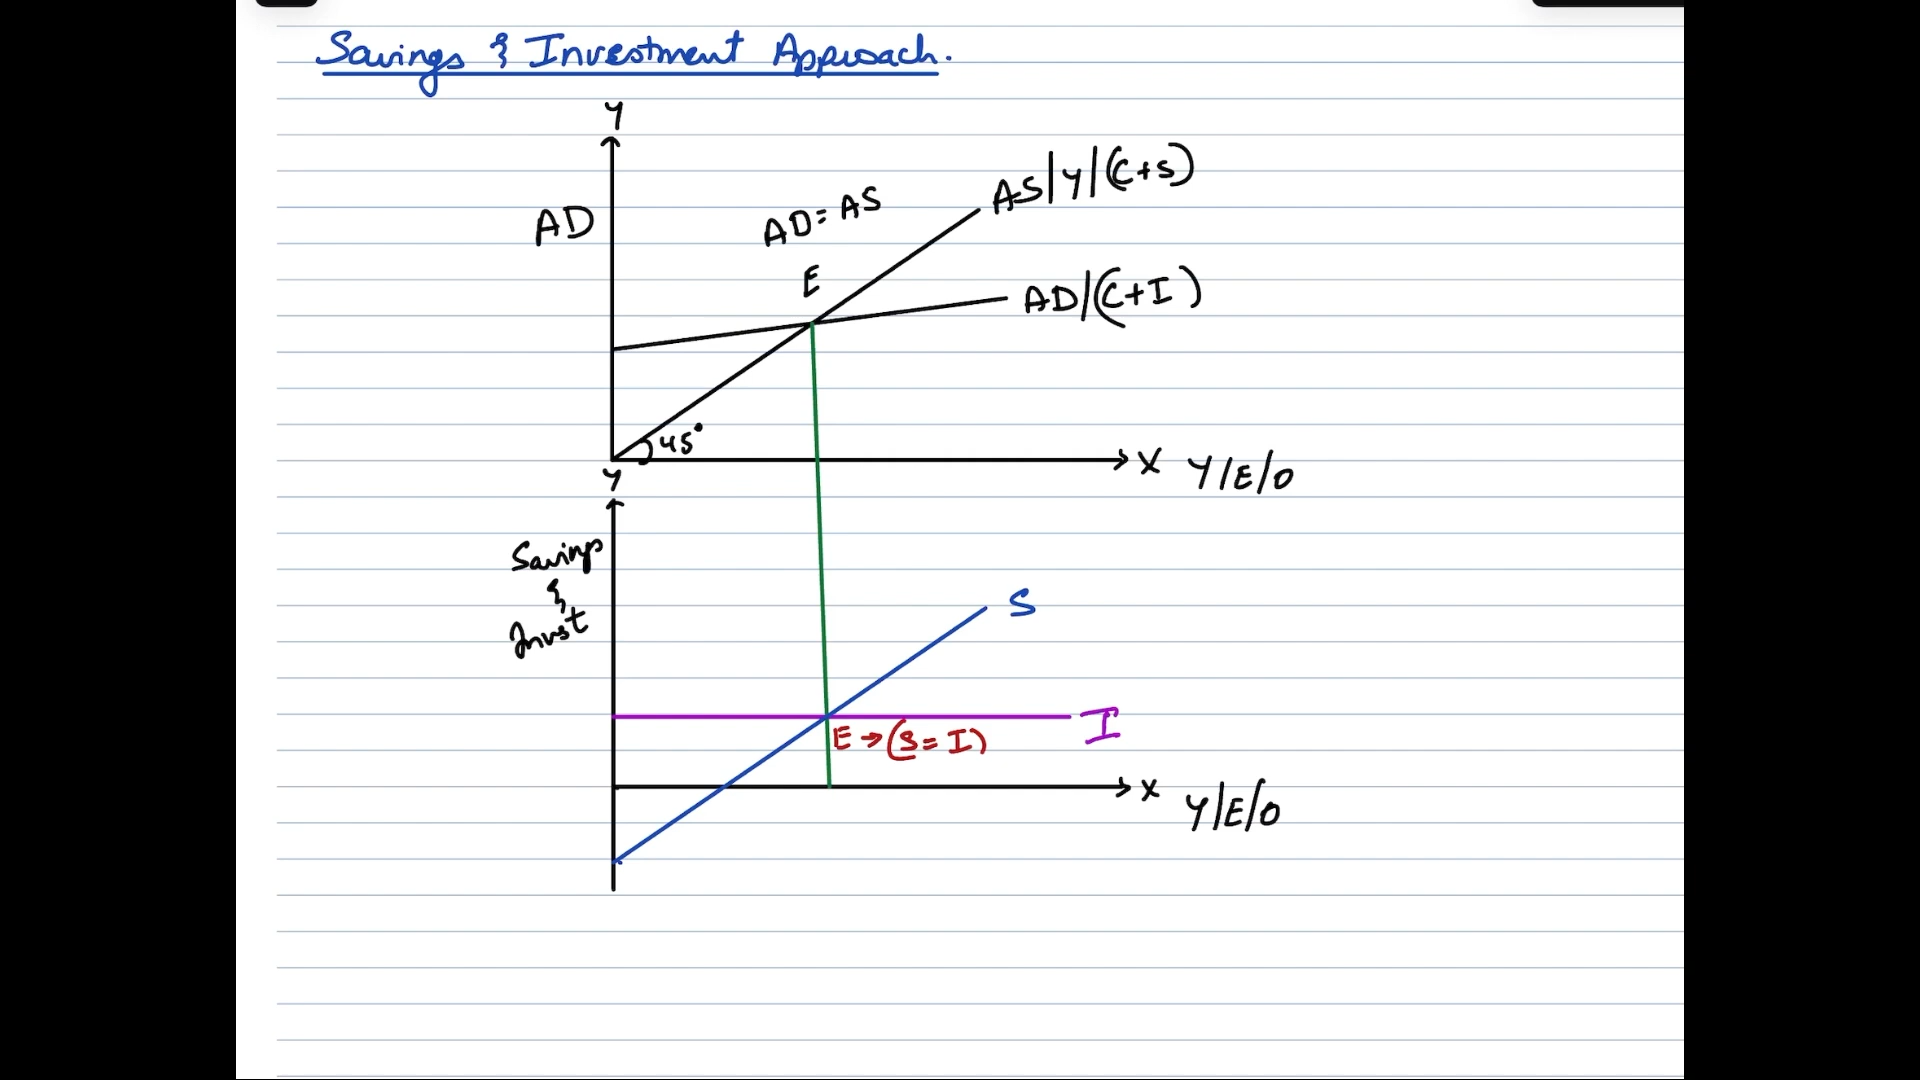 Savings & Investment Approach.
Y
AD
AD = AS
AS/Y/(C+S)
E
AD/(C+I)
45°
X Y/E/O
Y
Savings
&
Invst
S
I
E → (S = I)
X Y/E/O